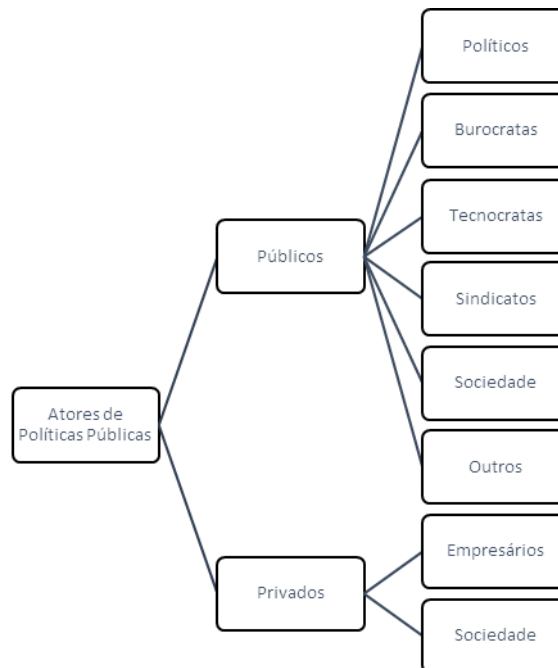 Atores de
Políticas Públicas
Públicos
Políticos
Burocratas
Tecnocratas
Sindicatos
Sociedade
Outros
Privados
Empresários
Sociedade